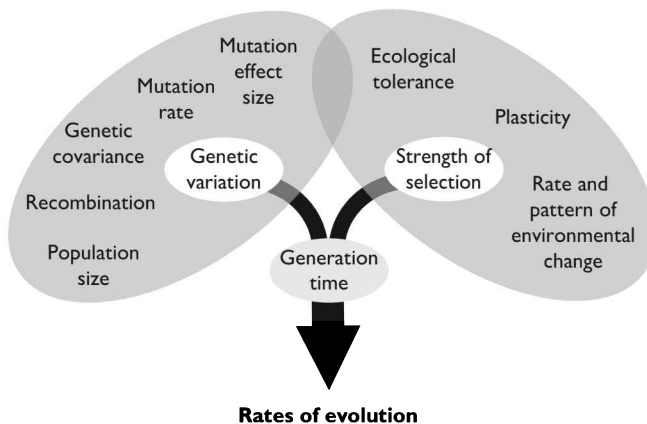 Mutation
effect
size
Mutation
rate
Genetic
covariance
Recombination
Population
size
Genetic
variation
Ecological
tolerance
Plasticity
Rate and
pattern of
environmental
change
Strength of
selection
Generation
time
Rates of evolution